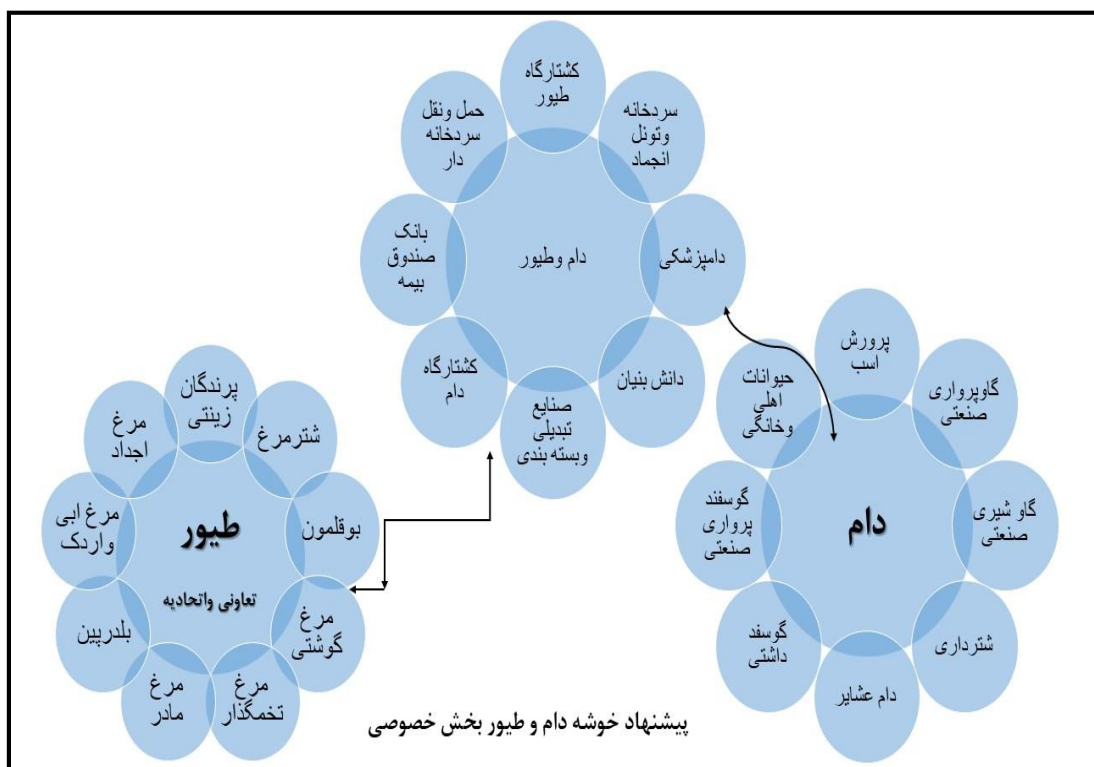 کشتارگاه
طیور
سردخانه
وتونل
انجماد
دامپزشکی
دانش بنیان
صنایع
تبدیلی
وبسته بندی
کشتارگاه
دام
بانک
صندوق
بیمه
حمل ونقل
سردخانه
دار
دام وطیور
پرورش
اسب
گاوپرواری
صنعتی
گاو شیری
صنعتی
شترداری
دام عشایر
گوسفد
داشتی
گوسفند
پرواری
صنعتی
حیوانات
اهلی
وخانگی
دام
پرندگان
زینتی
شترمرغ
بوقلمون
مرغ
گوشتی
مرغ
تخمگذار
مرغ
مادر
بلدرپین
مرغ ابی
واردک
مرغ
اجداد
طیور
تعاونی واتحادیه
پیشنهاد خوشه دام و طیور بخش خصوصی